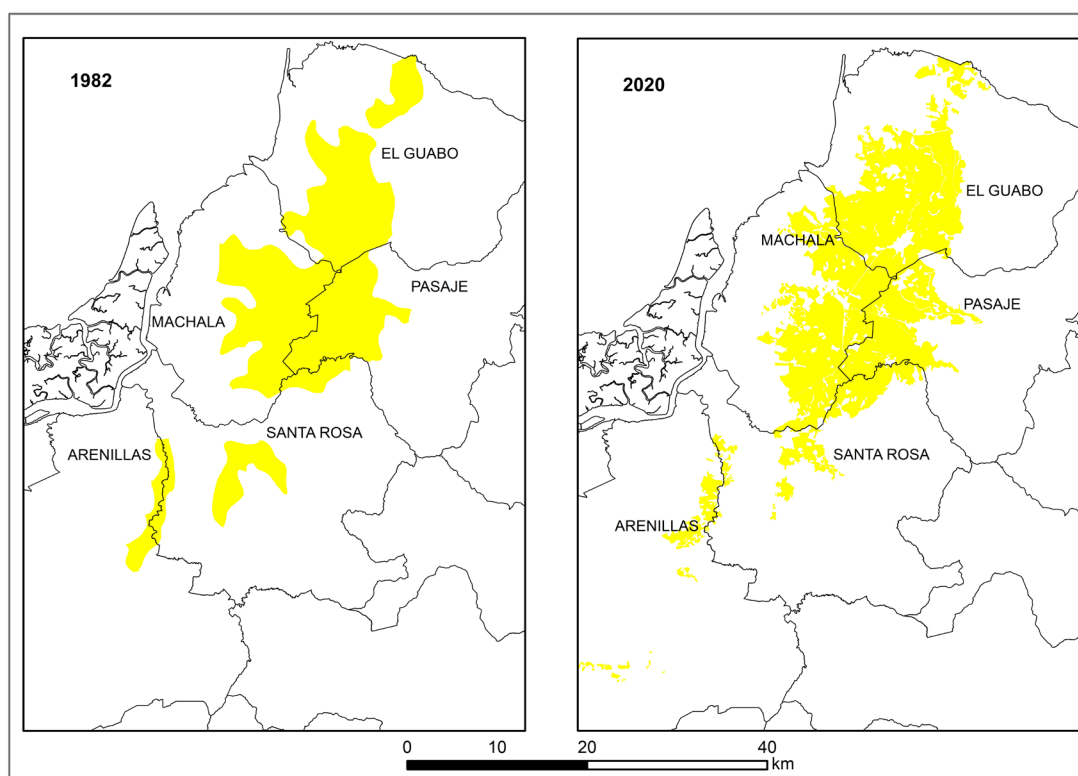 1982
EL GUABO
PASAJE
MACHALA
SANTA ROSA
ARENILLAS
2020
EL GUABO
MACHALA
PASAJE
SANTA ROSA
ARENILLAS
0 10 20 40
km